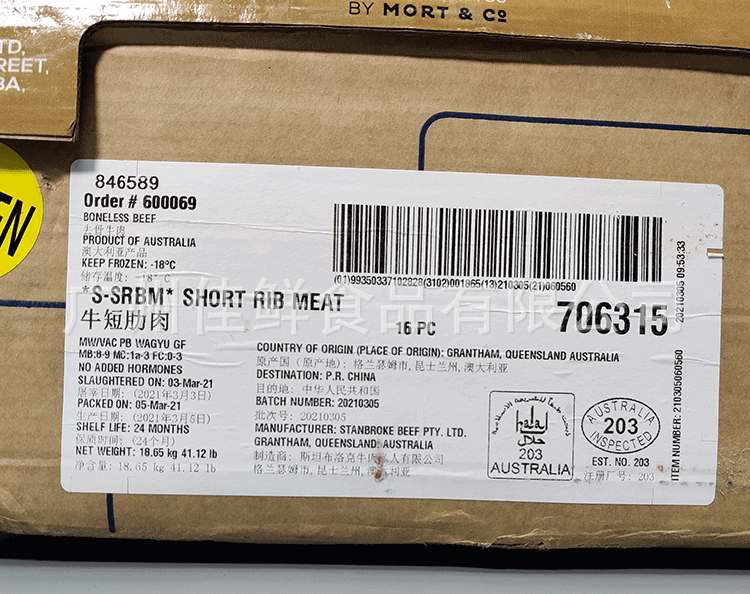 BY MORT & Co
TD,
REET,
BA,
EN
846589
Order # 600069
BONELESS BEEF
去骨牛肉
PRODUCT OF AUSTRALIA
澳大利亚产品
KEEP FROZEN: -18°C
储存温度: -18°C
*S-SRBM* SHORT RIB MEAT
牛短肋肉
16 PC
706315
(01)99350337102828(3102)001865(13)210305(21)060560
20210305 09:53:33
MW/VAC PB WAGYU GF
MB:8-9 MC:1a-3 FC:0-3
NO ADDED HORMONES
SLAUGHTERED ON: 03-Mar-21
屠宰日期: (2021年3月3日)
PACKED ON: 05-Mar-21
生产日期: (2021年3月5日)
SHELF LIFE: 24 MONTHS
保质时间: (24个月)
NET WEIGHT: 18.65 kg 41.12 lb
净含量: 18.65 kg 41.12 lb
COUNTRY OF ORIGIN (PLACE OF ORIGIN): GRANTHAM, QUEENSLAND AUSTRALIA
原产国 (原产地): 格兰瑟姆市, 昆士兰州, 澳大利亚
DESTINATION: P.R. CHINA
目的地: 中华人民共和国
BATCH NUMBER: 20210305
批次号: 20210305
MANUFACTURER: STANBROKE BEEF PTY. LTD.
GRANTHAM, QUEENSLAND, AUSTRALIA
制造商: 斯坦布洛克牛肉私人有限公司
格兰瑟姆市, 昆士兰州, 澳大利亚
halal
حلال
203
AUSTRALIA
AUSTRALIA
203
INSPECTED
EST. NO. 203
注册厂号: 203
ITEM NUMBER: 210305060560
广州佳鲜食品有限公司